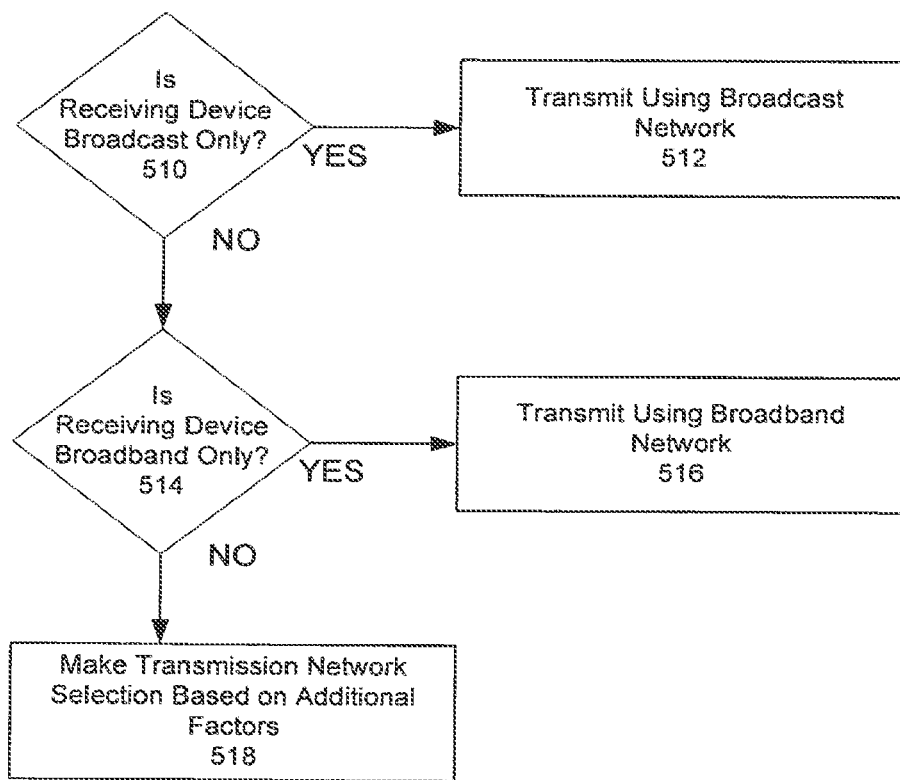 Is
Receiving Device
Broadcast Only?
510
YES
Transmit Using Broadcast
Network
512
NO
Is
Receiving Device
Broadband Only?
514
YES
Transmit Using Broadband
Network
516
NO
Make Transmission Network
Selection Based on Additional
Factors
518